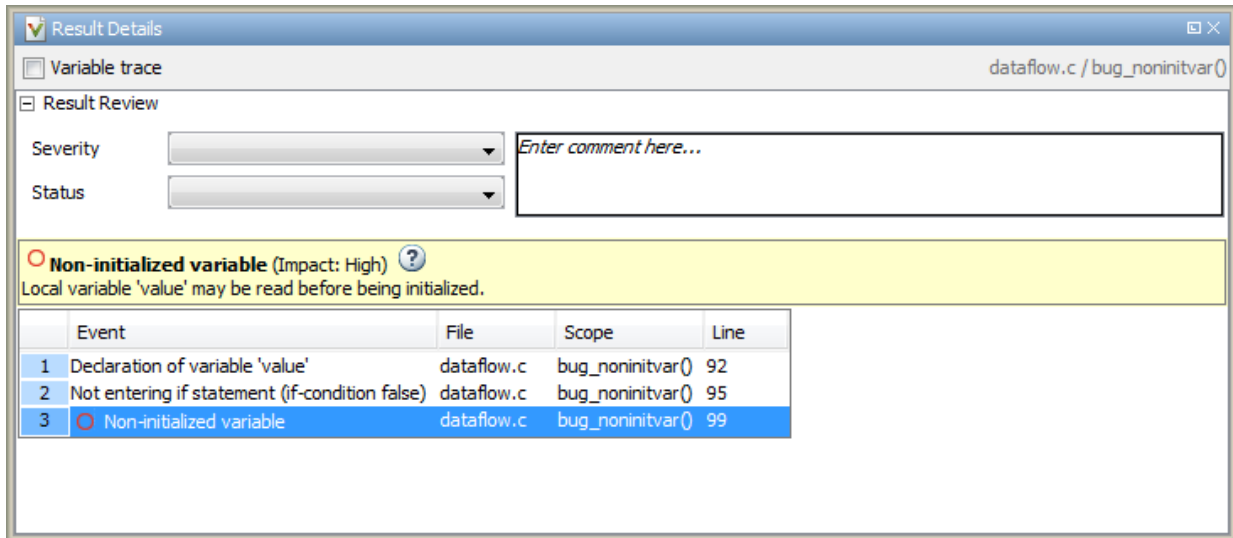 Result Details
Variable trace dataflow.c / bug_noninitvar()
Result Review
Severity
Enter comment here...
Status
Non-initialized variable (Impact: High) ?
Local variable 'value' may be read before being initialized.
Event File Scope Line
1 Declaration of variable 'value' dataflow.c bug_noninitvar() 92
2 Not entering if statement (if-condition false) dataflow.c bug_noninitvar() 95
3 Non-initialized variable dataflow.c bug_noninitvar() 99